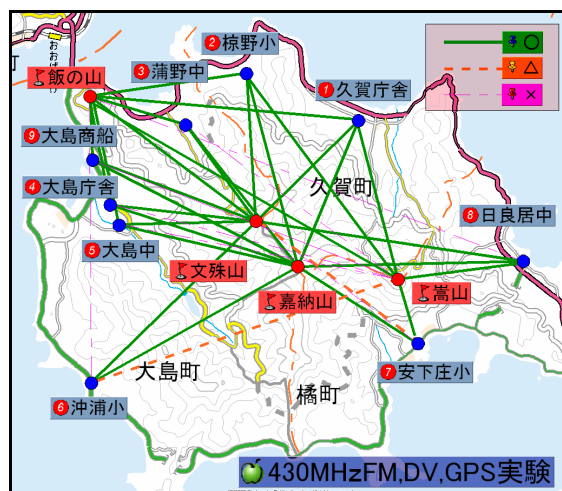 2 椋野小
3 蒲野中
飯の山
1 久賀庁舎
○
△
×
9 大島商船
久賀町
4 大島庁舎
8 日良居中
5 大島中
文殊山
嘉納山
嵩山
大島町
橘町
7 安下庄小
6 沖浦小
430MHzFM,DV,GPS実験